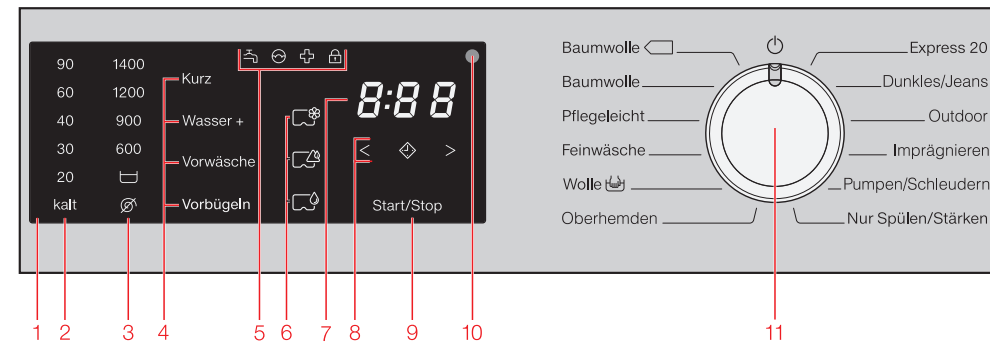 90 1400
60 1200
40 900
30 600
20
kalt
Kurz
Wasser +
Vorwäsche
Vorbügeln
8:88
< >
Start/Stop
Baumwolle
Baumwolle
Pflegeleicht
Feinwäsche
Wolle
Oberhemden
Express 20
Dunkles/Jeans
Outdoor
Imprägnieren
Pumpen/Schleudern
Nur Spülen/Stärken
1 2 3 4 5 6 7 8 9 10 11